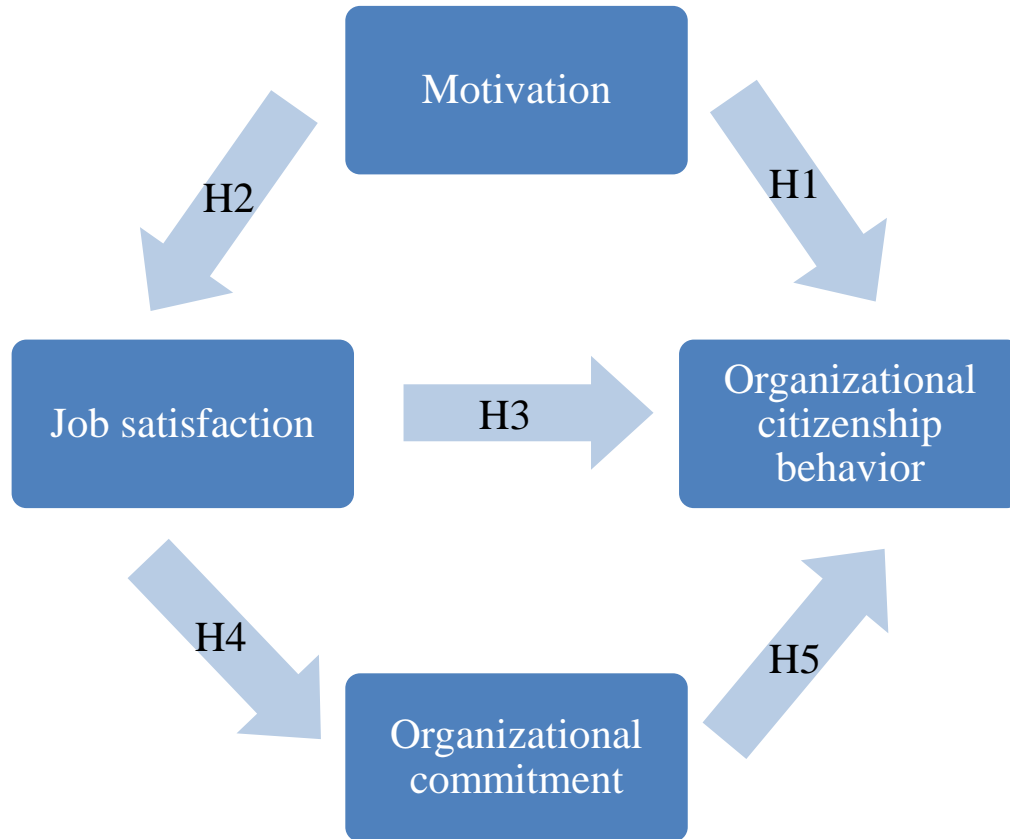 Motivation
H2
H1
Job satisfaction
H3
Organizational
citizenship
behavior
H4
H5
Organizational
commitment